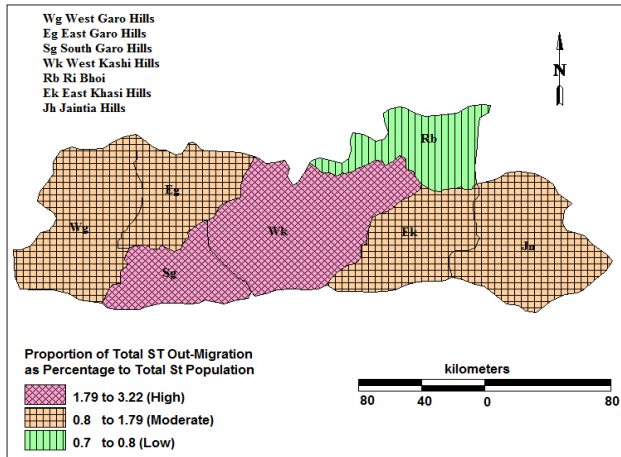 Wg West Garo Hills
Eg East Garo Hills
Sg South Garo Hills
Wk West Kashi Hills
Rb Ri Bhoi
Ek East Khasi Hills
Jh Jaintia Hills
N
Rb
Eg
Wg
Wk
Ek
Jn
Sg
Proportion of Total ST Out-Migration
as Percentage to Total St Population
1.79 to 3.22 (High)
0.8 to 1.79 (Moderate)
0.7 to 0.8 (Low)
kilometers
80 40 0 80